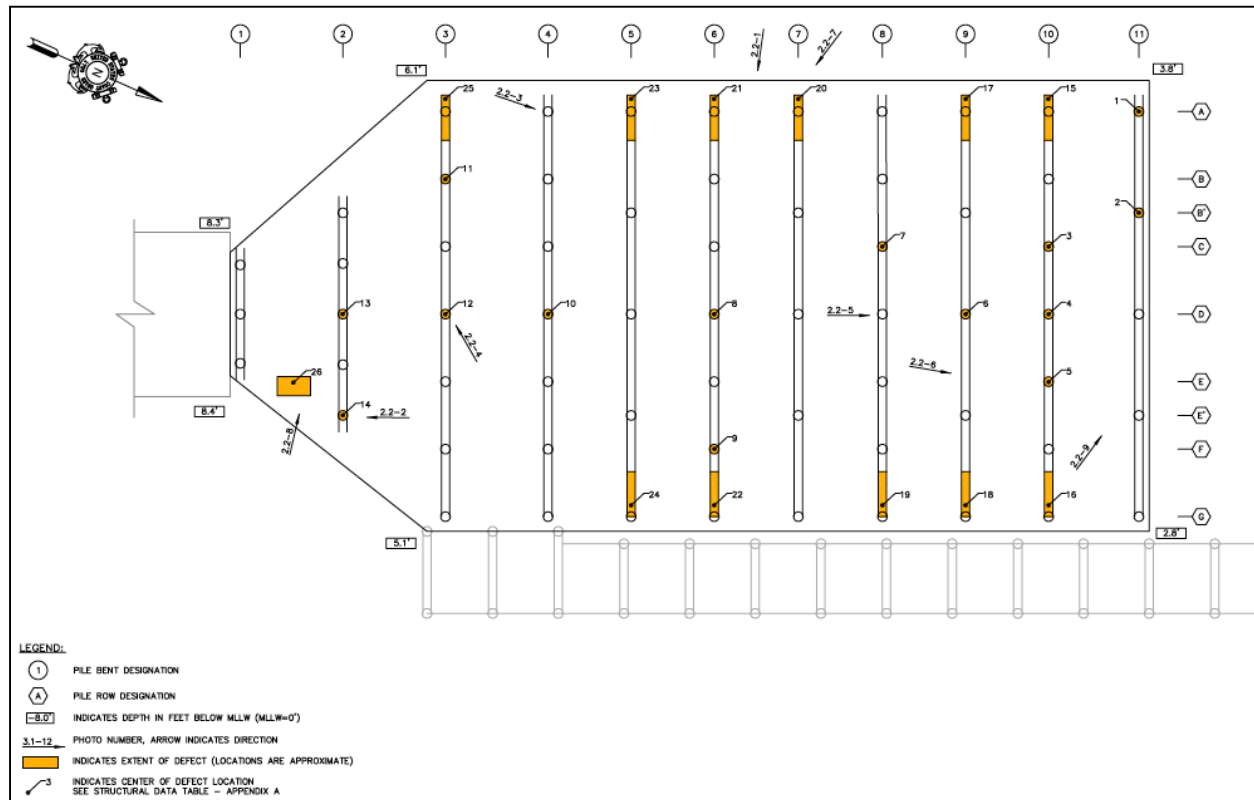 1 2 3 4 5 6 7 8 9 10 11
2.2-1 2.2-7
N
6.1' 3.8'
25 2.2-3 23 21 20 17 15 1 A
11 B
8.3' 2 B'
7 3 C
13 12 10 8 2.2-5 6 4 D
2.2-4 2.2-6
26 5 E
8.4' 14 2.2-2 E'
2.2-8 9 2.2-9 F
24 22 19 18 16 G
5.1' 2.8'
LEGEND:
1 PILE BENT DESIGNATION
A PILE ROW DESIGNATION
-8.0' INDICATES DEPTH IN FEET BELOW MLLW (MLLW=0')
3.1-12 PHOTO NUMBER, ARROW INDICATES DIRECTION
INDICATES EXTENT OF DEFECT (LOCATIONS ARE APPROXIMATE)
3 INDICATES CENTER OF DEFECT LOCATION
SEE STRUCTURAL DATA TABLE - APPENDIX A